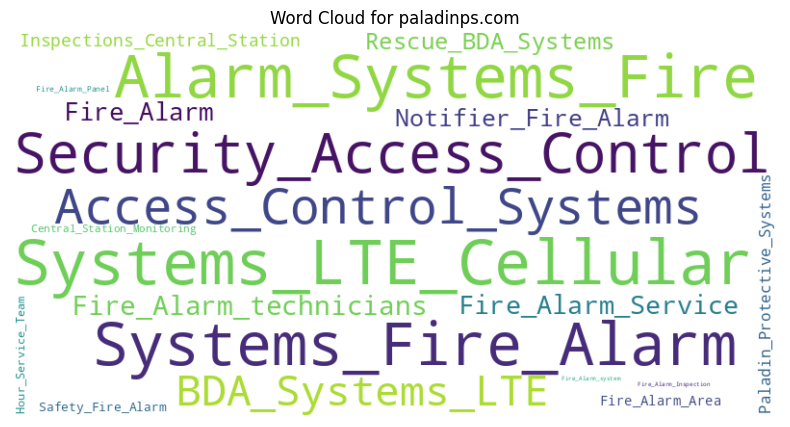 Word Cloud for paladinps.com
Inspections_Central_Station
Rescue_BDA_Systems
Alarm_Systems_Fire
Fire_Alarm_Panel
Fire_Alarm
Notifier_Fire_Alarm
Security_Access_Control
Access_Control_Systems
Central_Station_Monitoring
Systems_LTE_Cellular
Fire_Alarm_technicians
Fire_Alarm_Service
Systems_Fire_Alarm
BDA_Systems_LTE
Fire_Alarm_system
Fire_Alarm_Inspection
Safety_Fire_Alarm
Fire_Alarm_Area
Hour_Service_Team
Paladin_Protective_Systems